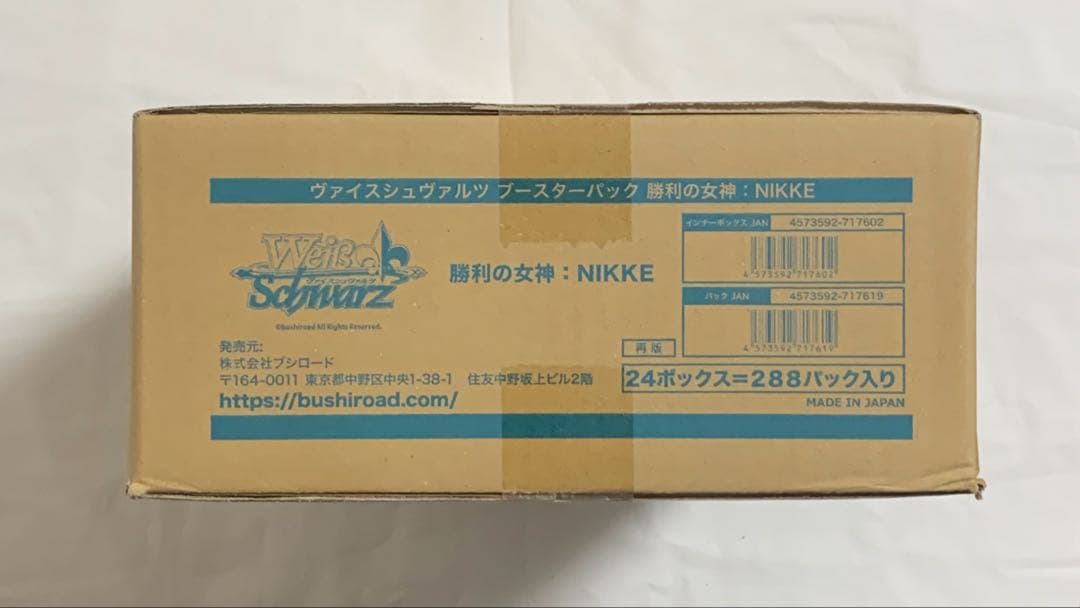 ヴァイスシュヴァルツ ブースターパック 勝利の女神：NIKKE
Weiß
ヴァイスシュヴァルツ
Schwarz
©bushiroad All Rights Reserved.
勝利の女神：NIKKE
インナーボックス JAN 4573592-717602
4 573592 717602
パック JAN 4573592-717619
4 573592 717619
発売元:
株式会社ブシロード
〒164-0011 東京都中野区中央1-38-1 住友中野坂上ビル2階
https://bushiroad.com/
再版
24ボックス＝288パック入り
MADE IN JAPAN